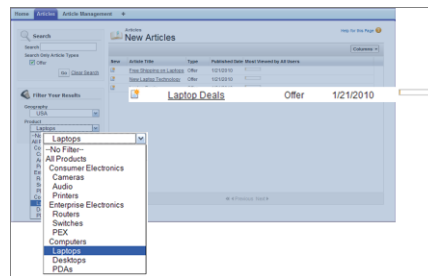 Home Articles Article Management +
Search
Search
Search Only Article Types
Offer
Go Clear Search
Filter Your Results
Geography
USA
Product
Laptops
Articles
New Articles
Help for this Page
Columns
New Article Title Type Published Date Most Viewed by All Users
Free Shipping on Laptops Offer 1/21/2010
New Laptop Technology Offer 1/21/2010
Laptop Deals Offer 1/21/2010
Laptops
--No Filter--
All Products
Consumer Electronics
Cameras
Audio
Printers
Enterprise Electronics
Routers
Switches
PEX
Computers
Laptops
Desktops
PDAs